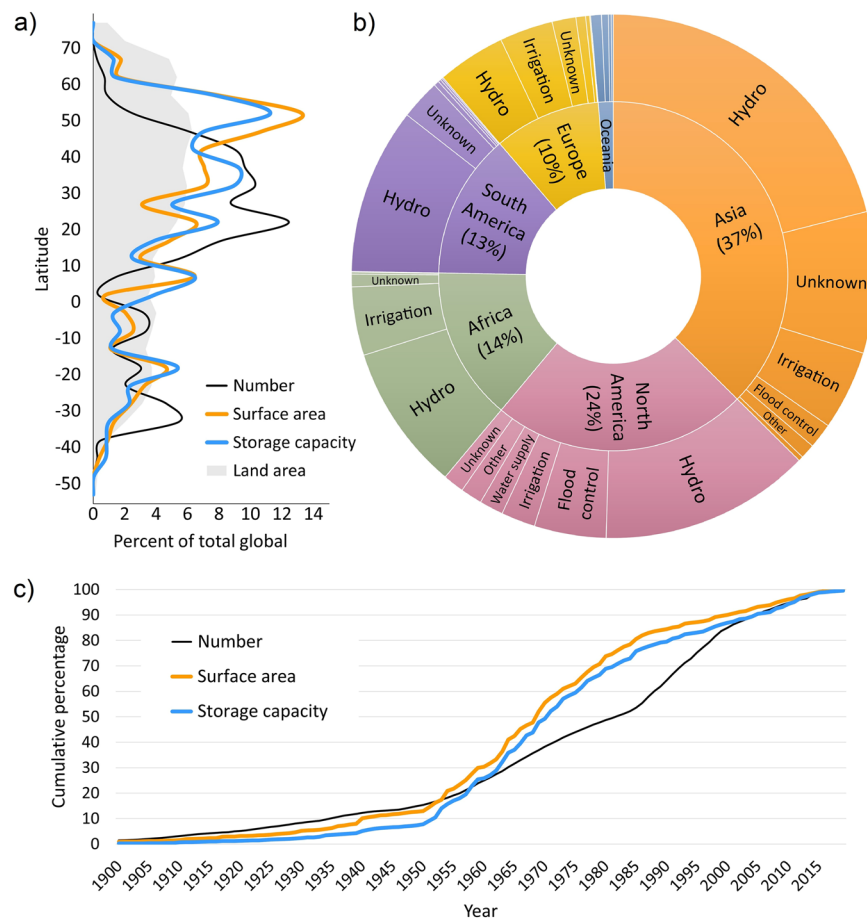 a)
70
60
50
40
30
20
10
0
-10
-20
-30
-40
-50
Latitude
Number
Surface area
Storage capacity
Land area
0 2 4 6 8 10 12 14
Percent of total global
b)
Hydro
Unknown
Irrigation
Flood control
Other
Asia
(37%)
Hydro
Flood
control
Irrigation
Water supply
Other
Unknown
North
America
(24%)
Hydro
Irrigation
Unknown
Africa
(14%)
Hydro
Unknown
South
America
(13%)
Hydro
Irrigation
Unknown
Europe
(10%)
Oceania
c)
100
90
80
70
60
50
40
30
20
10
0
Cumulative percentage
Number
Surface area
Storage capacity
1900 1905 1910 1915 1920 1925 1930 1935 1940 1945 1950 1955 1960 1965 1970 1975 1980 1985 1990 1995 2000 2005 2010 2015
Year